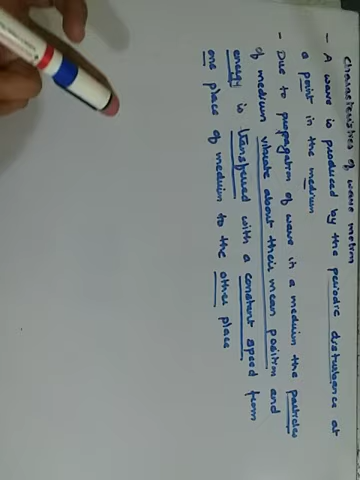 Characteristics of wave motion
- A wave is produced by the periodic disturbance at
a point in the medium
- Due to propagation of wave in a medium the particles
of medium vibrate about their mean position and
energy is transferred with a constant speed from
one place of medium to the other place